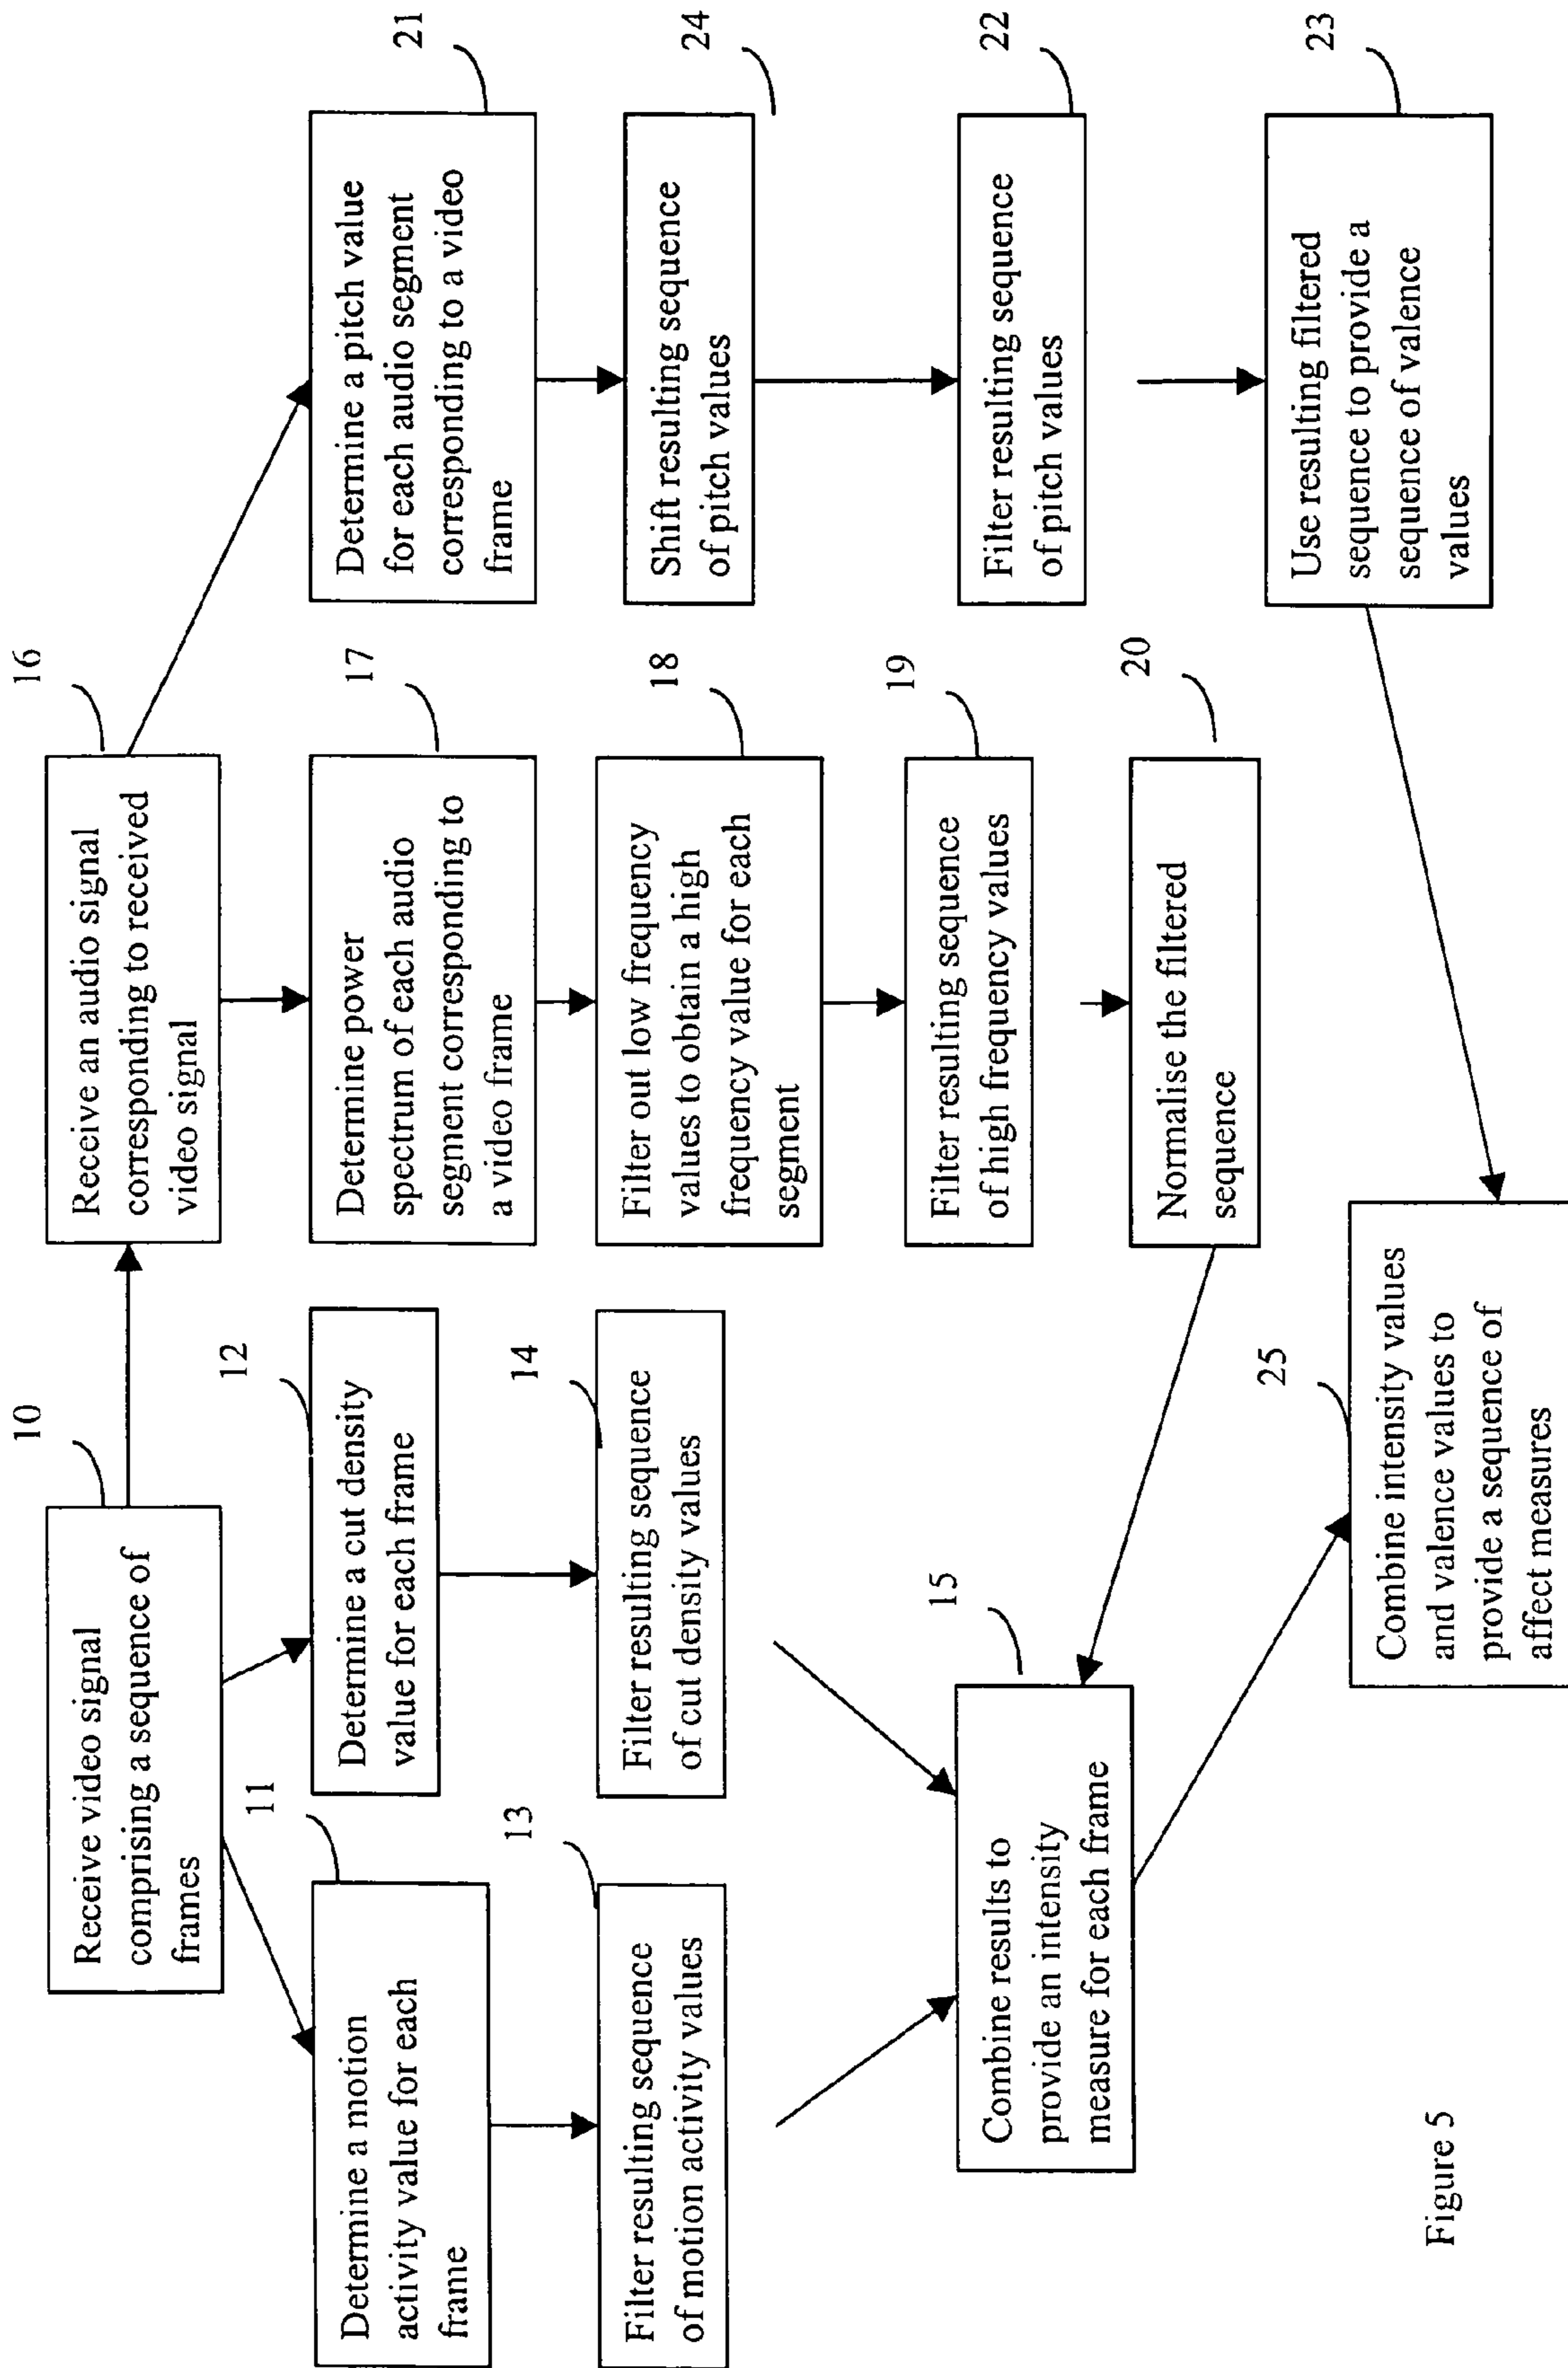 10
Receive video signal
comprising a sequence of
frames
16
Receive an audio signal
corresponding to received
video signal
11
Determine a motion
activity value for each
frame
12
Determine a cut density
value for each frame
17
Determine power
spectrum of each audio
segment corresponding to
a video frame
21
Determine a pitch value
for each audio segment
corresponding to a video
frame
13
Filter resulting sequence
of motion activity values
14
Filter resulting sequence
of cut density values
18
Filter out low frequency
values to obtain a high
frequency value for each
segment
24
Shift resulting sequence
of pitch values
15
Combine results to
provide an intensity
measure for each frame
19
Filter resulting sequence
of high frequency values
22
Filter resulting sequence
of pitch values
20
Normalise the filtered
sequence
23
Use resulting filtered
sequence to provide a
sequence of valence
values
25
Combine intensity values
and valence values to
provide a sequence of
affect measures
Figure 5